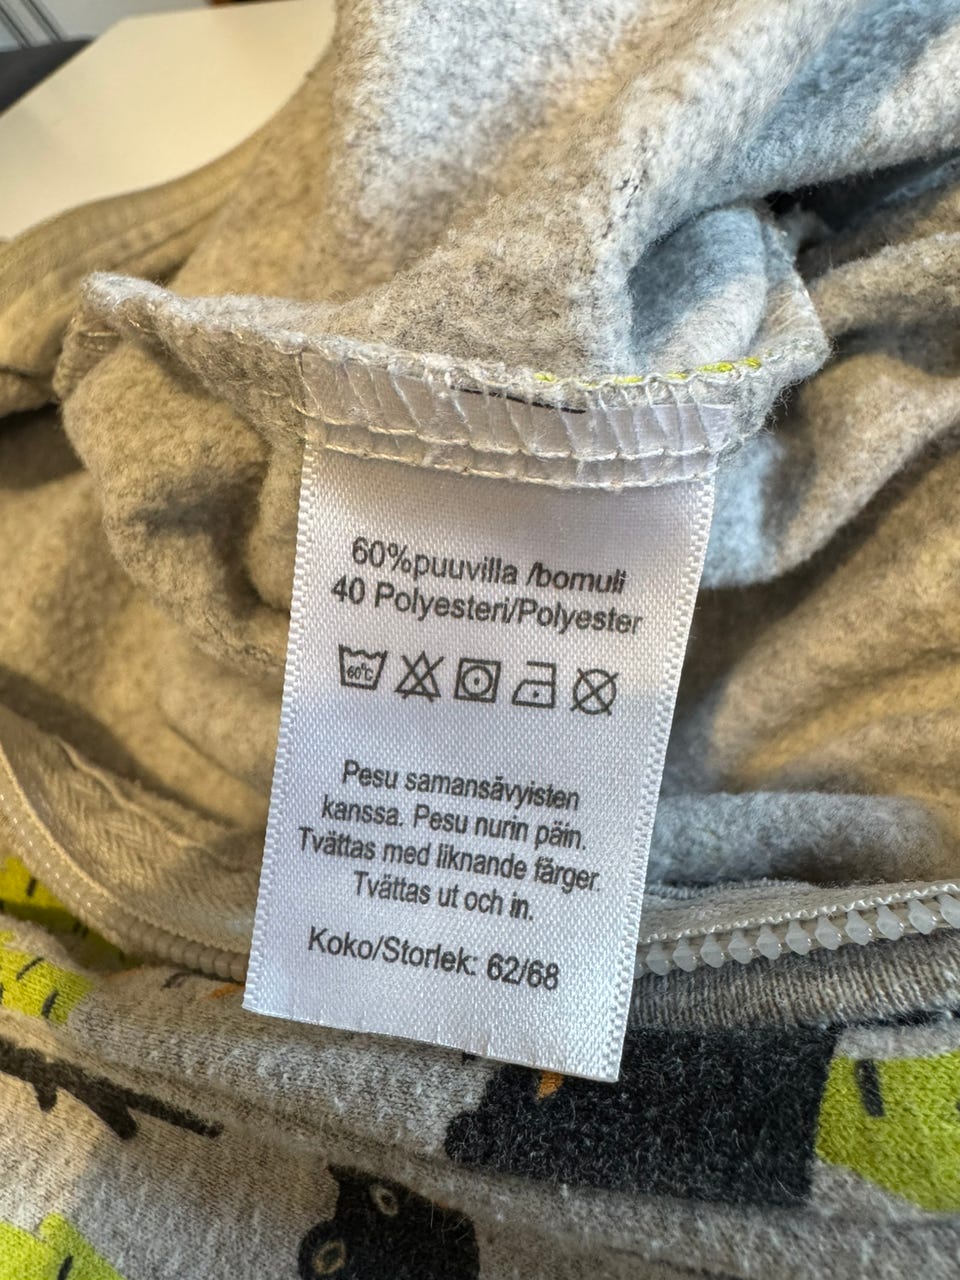 60%puuvilla /bomull
40 Polyesteri/Polyester
60°C
Pesu samansävyisten
kanssa. Pesu nurin päin.
Tvättas med liknande färger.
Tvättas ut och in.
Koko/Storlek: 62/68